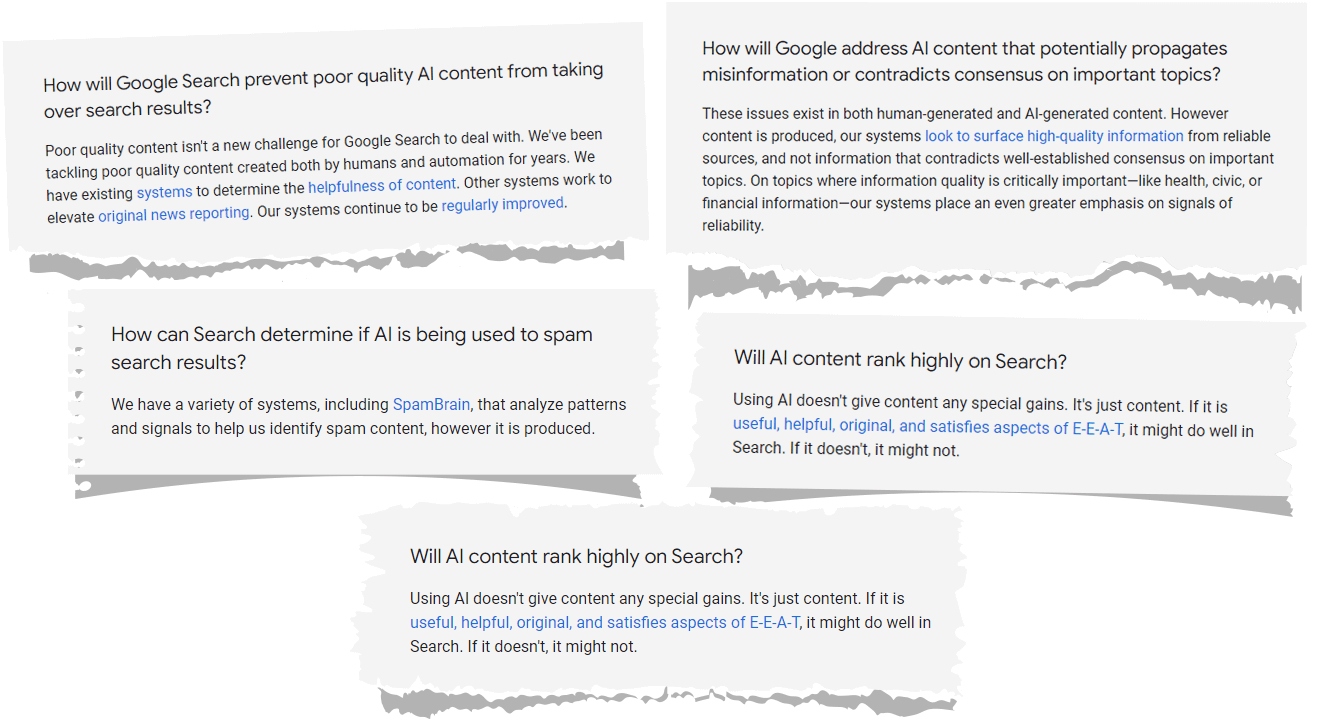 How will Google Search prevent poor quality AI content from taking
over search results?
Poor quality content isn't a new challenge for Google Search to deal with. We've been
tackling poor quality content created both by humans and automation for years. We
have existing systems to determine the helpfulness of content. Other systems work to
elevate original news reporting. Our systems continue to be regularly improved.
How will Google address AI content that potentially propagates
misinformation or contradicts consensus on important topics?
These issues exist in both human-generated and AI-generated content. However
content is produced, our systems look to surface high-quality information from reliable
sources, and not information that contradicts well-established consensus on important
topics. On topics where information quality is critically important—like health, civic, or
financial information—our systems place an even greater emphasis on signals of
reliability.
How can Search determine if AI is being used to spam
search results?
We have a variety of systems, including SpamBrain, that analyze patterns
and signals to help us identify spam content, however it is produced.
Will AI content rank highly on Search?
Using AI doesn't give content any special gains. It's just content. If it is
useful, helpful, original, and satisfies aspects of E-E-A-T, it might do well in
Search. If it doesn't, it might not.
Will AI content rank highly on Search?
Using AI doesn't give content any special gains. It's just content. If it is
useful, helpful, original, and satisfies aspects of E-E-A-T, it might do well in
Search. If it doesn't, it might not.